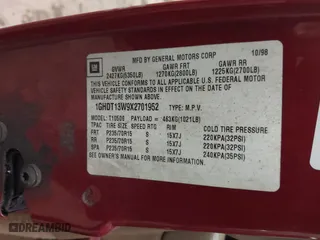 GM
MFD BY GENERAL MOTORS CORP 10/98
GVWR GAWR FRT GAWR RR
2427KG(5350LB) 1270KG(2800LB) 1225KG(2700LB)
THIS VEHICLE CONFORMS TO ALL APPLICABLE U.S. FEDERAL MOTOR
VEHICLE SAFETY STANDARDS IN EFFECT ON THE DATE OF
MANUFACTURE SHOWN ABOVE.
1GHDT13W9X2701952 TYPE: M.P.V.
MODEL: T10506 PAYLOAD = 463KG(1021LB)
TIRE SIZE SPEED RTG RIM COLD TIRE PRESSURE
FRT P235/70R15 S 15X7J 220KPA(32PSI)
RR P235/70R15 S 15X7J 220KPA(32PSI)
SPA P235/70R15 S 15X7J 240KPA(35PSI)
SEE OWNER'S MANUAL FOR MORE INFORMATION.
DREAMBID